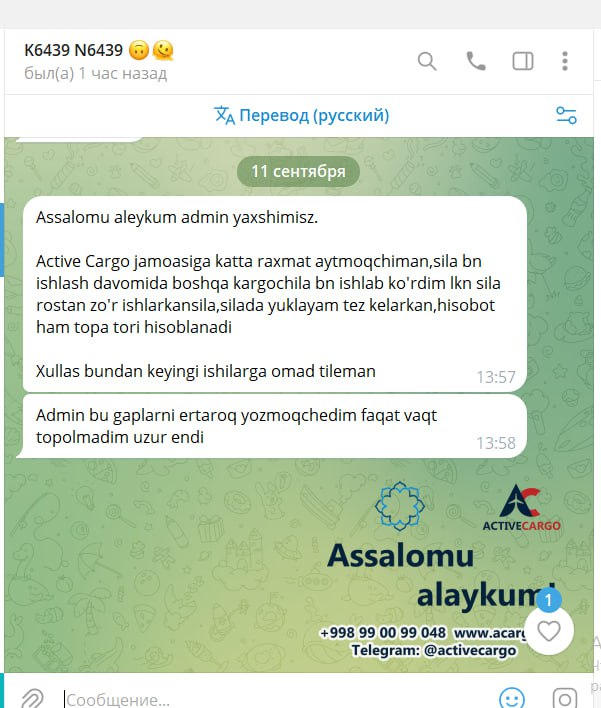 K6439 N6439 🙃🫠
был(а) 1 час назад
Перевод (русский)
11 сентября
Assalomu aleykum admin yaxshimisz.
Active Cargo jamoasiga katta raxmat aytmoqchiman,sila bn
ishlash davomida boshqa kargochila bn ishlab ko'rdim lkn sila
rostan zo'r ishlarkansila,silada yuklayam tez kelarkan,hisobot
ham topa tori hisoblanadi
Xullas bundan keyingi ishilarga omad tileman
13:57
Admin bu gaplarni ertaroq yozmoqchedim faqat vaqt
topolmadim uzur endi
13:58
ACTIVECARGO
Assalomu
alaykum!
1
+998 99 00 99 048 www.acarg
Telegram: @activecargo
Сообщение...